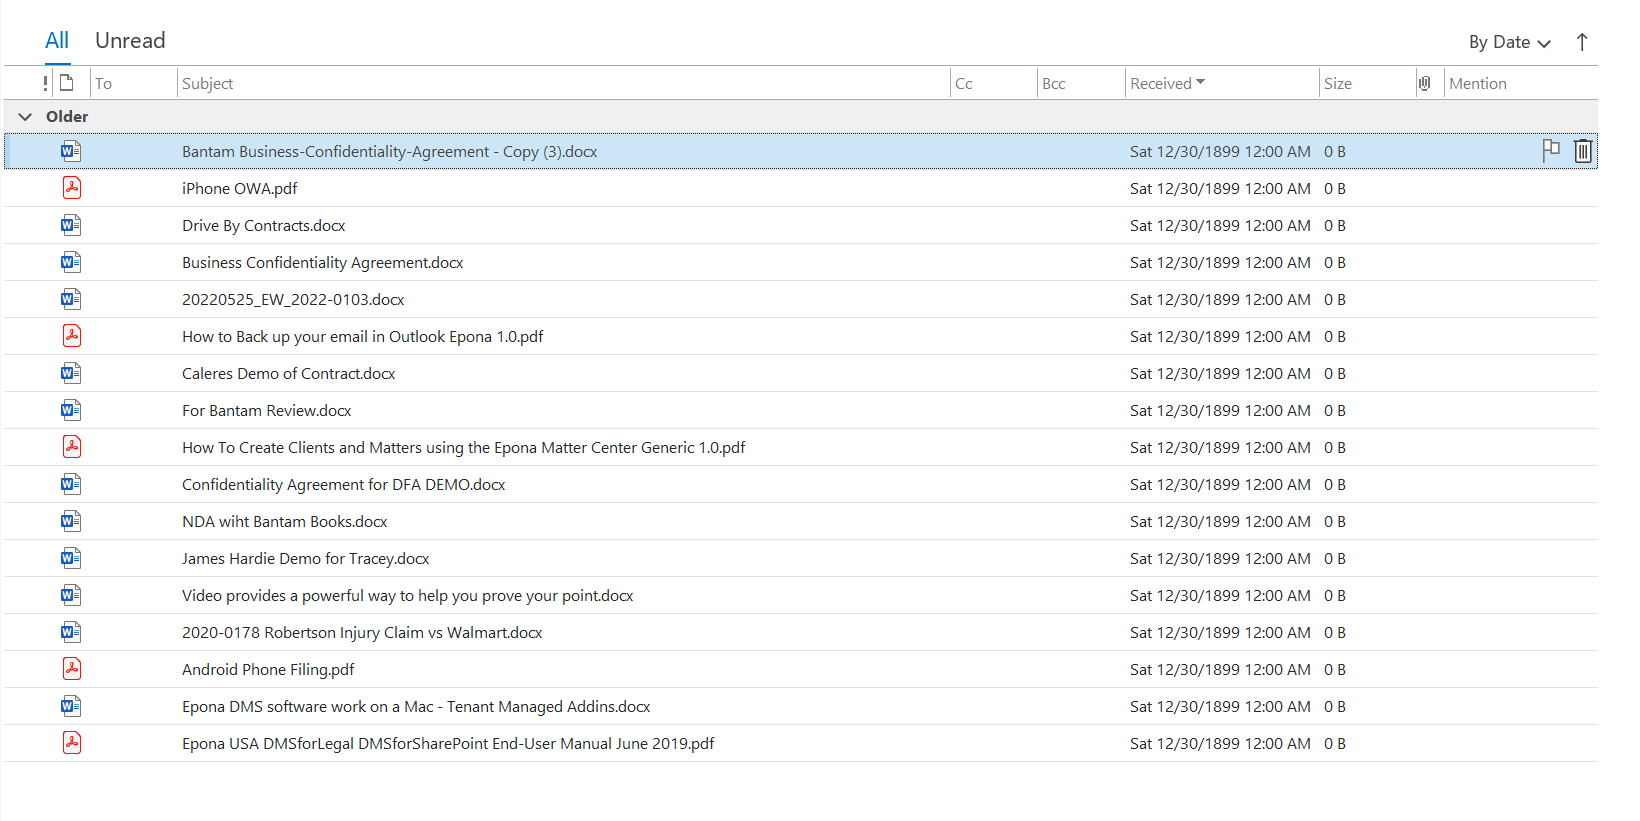 All Unread By Date
! To Subject Cc Bcc Received Size Mention
Older
Bantam Business-Confidentiality-Agreement - Copy (3).docx Sat 12/30/1899 12:00 AM 0 B
iPhone OWA.pdf Sat 12/30/1899 12:00 AM 0 B
Drive By Contracts.docx Sat 12/30/1899 12:00 AM 0 B
Business Confidentiality Agreement.docx Sat 12/30/1899 12:00 AM 0 B
20220525_EW_2022-0103.docx Sat 12/30/1899 12:00 AM 0 B
How to Back up your email in Outlook Epona 1.0.pdf Sat 12/30/1899 12:00 AM 0 B
Caleres Demo of Contract.docx Sat 12/30/1899 12:00 AM 0 B
For Bantam Review.docx Sat 12/30/1899 12:00 AM 0 B
How To Create Clients and Matters using the Epona Matter Center Generic 1.0.pdf Sat 12/30/1899 12:00 AM 0 B
Confidentiality Agreement for DFA DEMO.docx Sat 12/30/1899 12:00 AM 0 B
NDA wiht Bantam Books.docx Sat 12/30/1899 12:00 AM 0 B
James Hardie Demo for Tracey.docx Sat 12/30/1899 12:00 AM 0 B
Video provides a powerful way to help you prove your point.docx Sat 12/30/1899 12:00 AM 0 B
2020-0178 Robertson Injury Claim vs Walmart.docx Sat 12/30/1899 12:00 AM 0 B
Android Phone Filing.pdf Sat 12/30/1899 12:00 AM 0 B
Epona DMS software work on a Mac - Tenant Managed Addins.docx Sat 12/30/1899 12:00 AM 0 B
Epona USA DMSforLegal DMSforSharePoint End-User Manual June 2019.pdf Sat 12/30/1899 12:00 AM 0 B